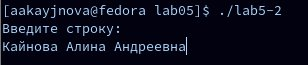 [aakayjnova@fedora lab05]$ ./lab5-2
Введите строку:
Кайнова Алина Андреевна